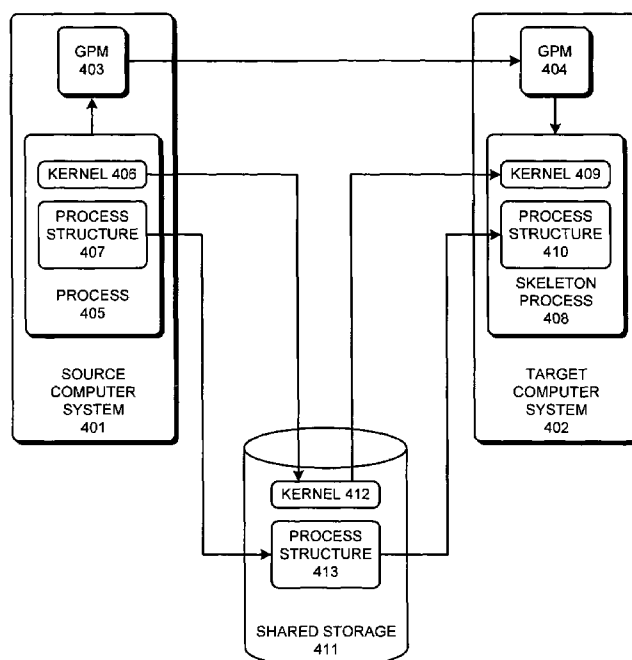 GPM
403
KERNEL 406
PROCESS
STRUCTURE
407
PROCESS
405
SOURCE
COMPUTER
SYSTEM
401
GPM
404
KERNEL 409
PROCESS
STRUCTURE
410
SKELETON
PROCESS
408
TARGET
COMPUTER
SYSTEM
402
KERNEL 412
PROCESS
STRUCTURE
413
SHARED STORAGE
411